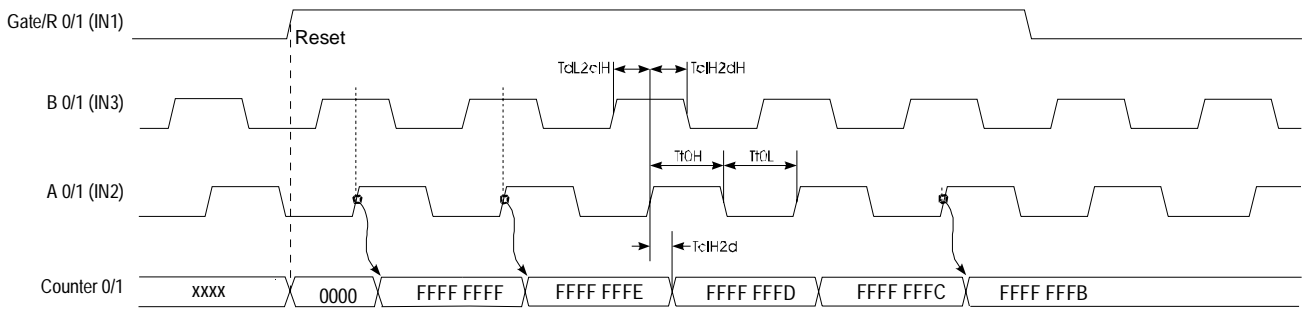 Gate/R 0/1 (IN1)
Reset
TdL2clH
TclH2dH
B 0/1 (IN3)
Tt0H
Tt0L
A 0/1 (IN2)
TclH2d
Counter 0/1
xxxx
0000
FFFF FFFF
FFFF FFFE
FFFF FFFD
FFFF FFFC
FFFF FFFB